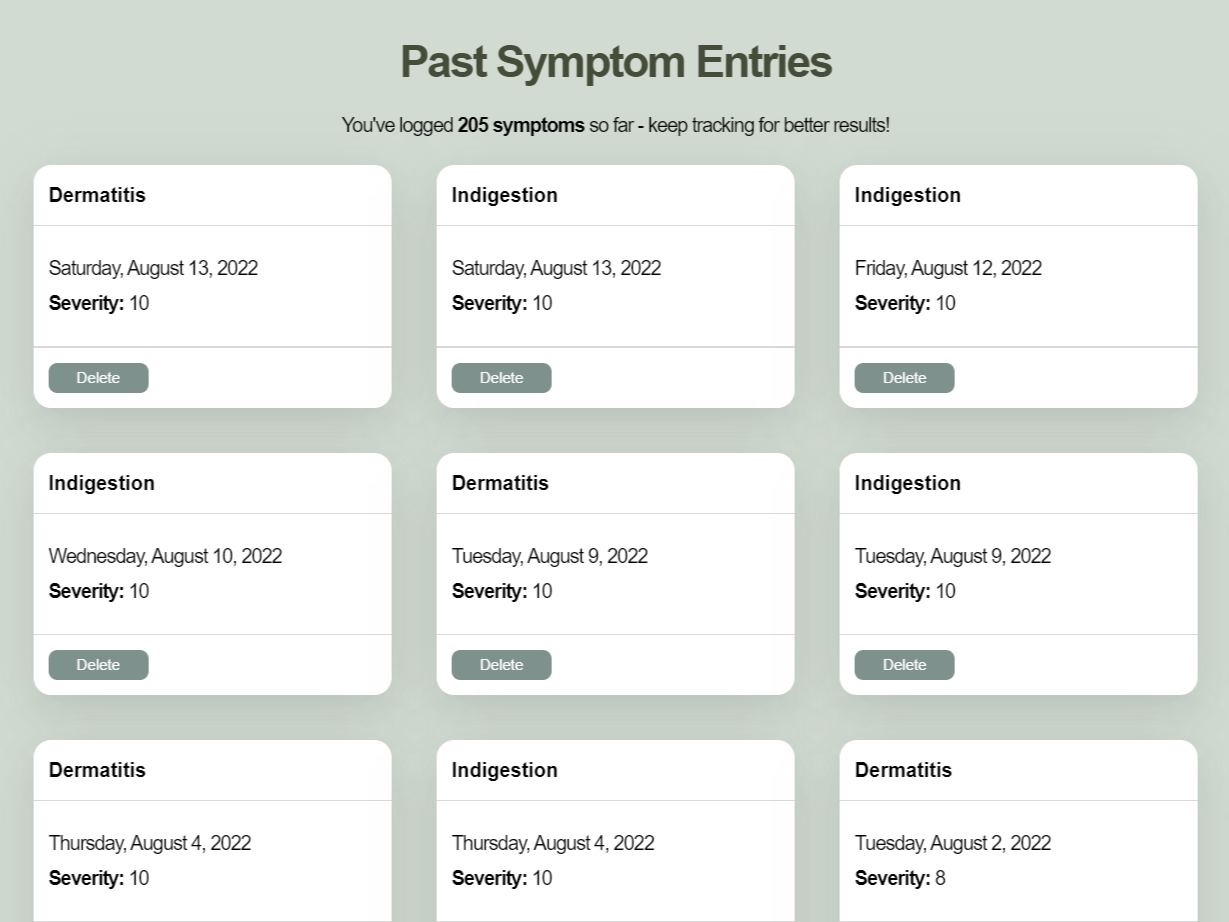 Past Symptom Entries
You've logged 205 symptoms so far - keep tracking for better results!
Dermatitis
Saturday, August 13, 2022
Severity: 10
Delete
Indigestion
Saturday, August 13, 2022
Severity: 10
Delete
Indigestion
Friday, August 12, 2022
Severity: 10
Delete
Indigestion
Wednesday, August 10, 2022
Severity: 10
Delete
Dermatitis
Tuesday, August 9, 2022
Severity: 10
Delete
Indigestion
Tuesday, August 9, 2022
Severity: 10
Delete
Dermatitis
Thursday, August 4, 2022
Severity: 10
Indigestion
Thursday, August 4, 2022
Severity: 10
Dermatitis
Tuesday, August 2, 2022
Severity: 8